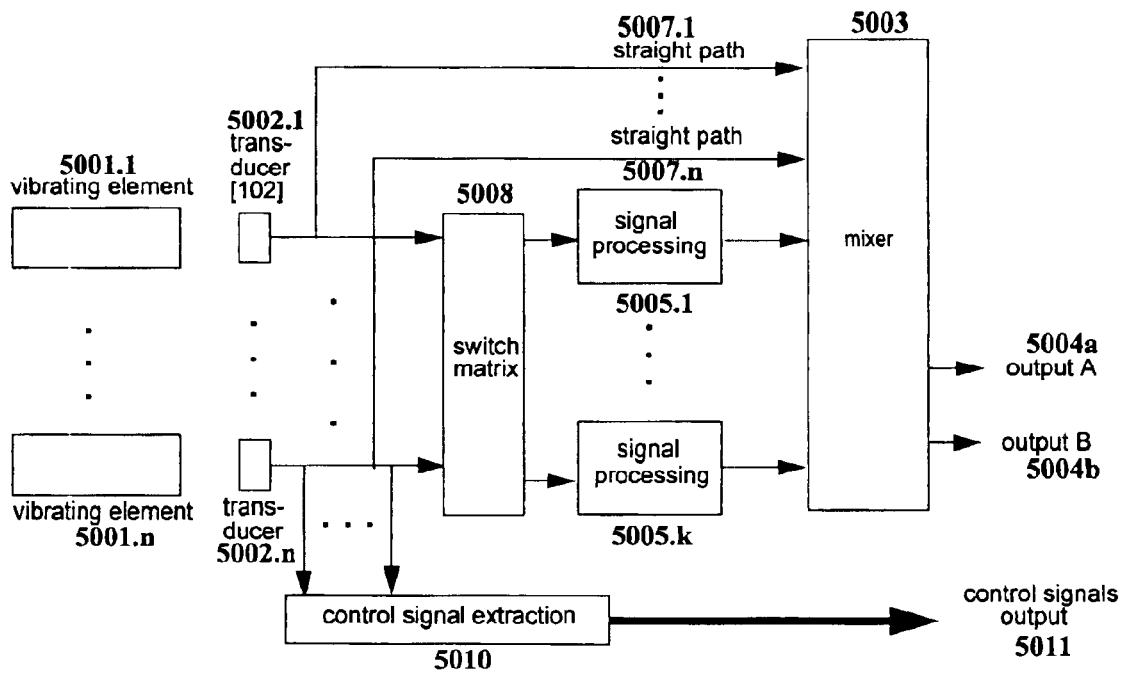 5007.1
straight path
5003
5002.1
trans-
ducer
[102]
straight path
5007.n
5001.1
vibrating element
5008
signal
processing
5005.1
mixer
switch
matrix
5004a
output A
output B
5004b
signal
processing
5005.k
vibrating element
5001.n
trans-
ducer
5002.n
control signal extraction
5010
control signals
output
5011